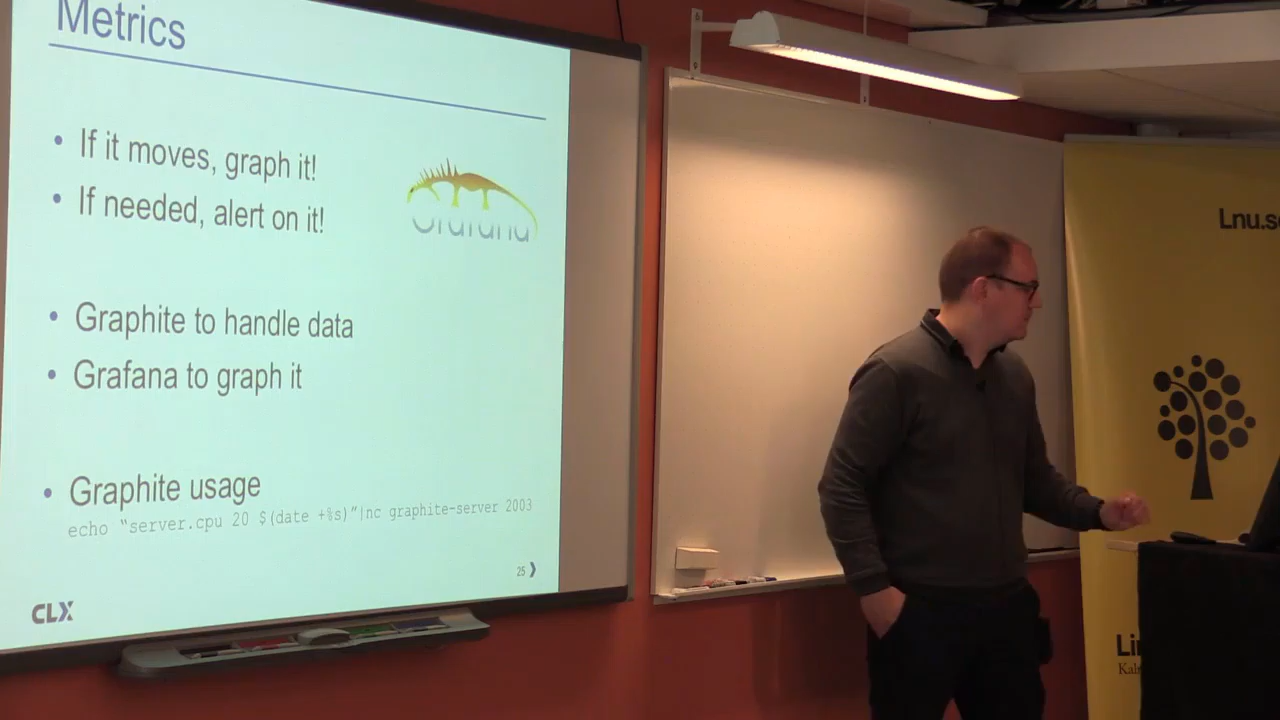 Metrics
• If it moves, graph it!
• If needed, alert on it!
Grafana
• Graphite to handle data
• Grafana to graph it
• Graphite usage
echo “server.cpu 20 $(date +%s)”|nc graphite-server 2003
25
CLX
Lnu.se